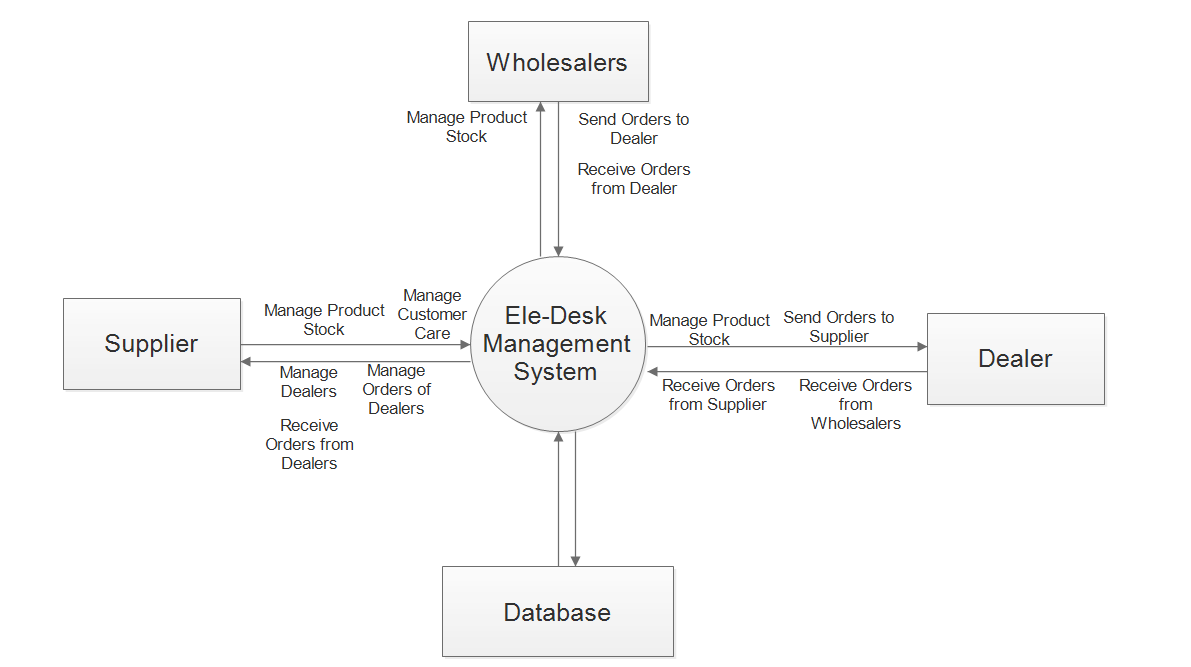 Wholesalers
Manage Product
Stock
Send Orders to
Dealer
Receive Orders
from Dealer
Supplier
Manage Product
Stock
Manage
Customer
Care
Manage
Dealers
Manage
Orders of
Dealers
Receive
Orders from
Dealers
Ele-Desk
Management
System
Manage Product
Stock
Send Orders to
Supplier
Receive Orders
from Supplier
Receive Orders
from
Wholesalers
Dealer
Database